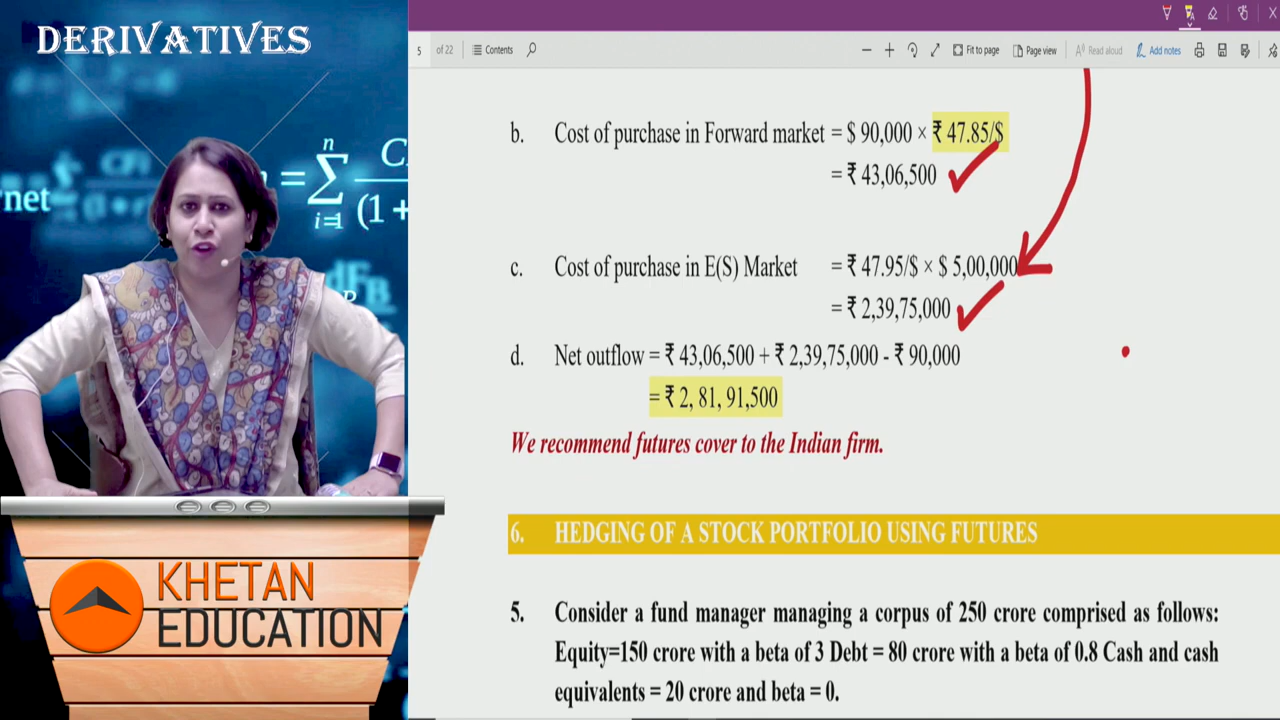 DERIVATIVES
5 of 22 Contents Fit to page Page view Read aloud Add notes
b. Cost of purchase in Forward market = $ 90,000 × ₹ 47.85/$
= ₹ 43,06,500
c. Cost of purchase in E(S) Market = ₹ 47.95/$ × $ 5,00,000
= ₹ 2,39,75,000
d. Net outflow = ₹ 43,06,500 + ₹ 2,39,75,000 - ₹ 90,000
= ₹ 2, 81, 91,500
We recommend futures cover to the Indian firm.
6. HEDGING OF A STOCK PORTFOLIO USING FUTURES
5. Consider a fund manager managing a corpus of 250 crore comprised as follows:
Equity=150 crore with a beta of 3 Debt = 80 crore with a beta of 0.8 Cash and cash
equivalents = 20 crore and beta = 0.
net
n
= ∑
i=1
(1+
KHETAN
EDUCATION